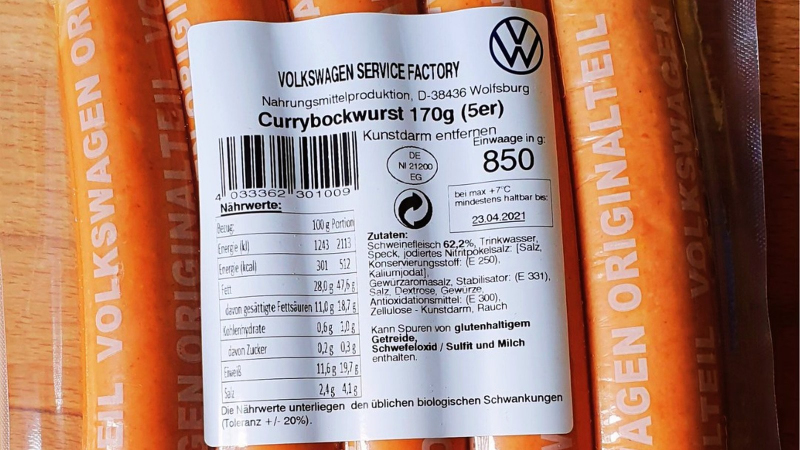 VOLKSWAGEN SERVICE FACTORY
Nahrungsmittelproduktion, D-38436 Wolfsburg
Currybockwurst 170g (5er)
Kunstdarm entfernen
Einwaage in g:
850
DE
NI 21200
EG
4 033362 301009
bei max +7°C
mindestens haltbar bis:
23.04.2021
Nährwerte:
Bezug: 100 g Portion
Energie (kJ) 1243 2113
Energie (kcal) 301 512
Fett 28,0 g 47,6 g
davon gesättigte Fettsäuren 11,0 g 18,7 g
Kohlenhydrate 0,6 g 1,0 g
davon Zucker 0,2 g 0,3 g
Eiweiß 11,6 g 19,7 g
Salz 2,4 g 4,1 g
Zutaten:
Schweinefleisch 62,2%, Trinkwasser,
Speck, jodiertes Nitritpökelsalz: [Salz,
Konservierungsstoff: (E 250),
Kaliumjodat],
Gewürzaromasalz, Stabilisator: (E 331),
Salz, Dextrose, Gewürze,
Antioxidationsmittel: (E 300),
Zellulose - Kunstdarm, Rauch
Kann Spuren von glutenhaltigem
Getreide,
Schwefeloxid / Sulfit und Milch
enthalten.
Die Nährwerte unterliegen den üblichen biologischen Schwankungen
(Toleranz +/- 20%).
EIL VOLKSWAGEN OR
VOLKSWAGEN ORIGINALTEIL
AGEN ORIGINALTEIL
LTEIL VOLKSWAGEN